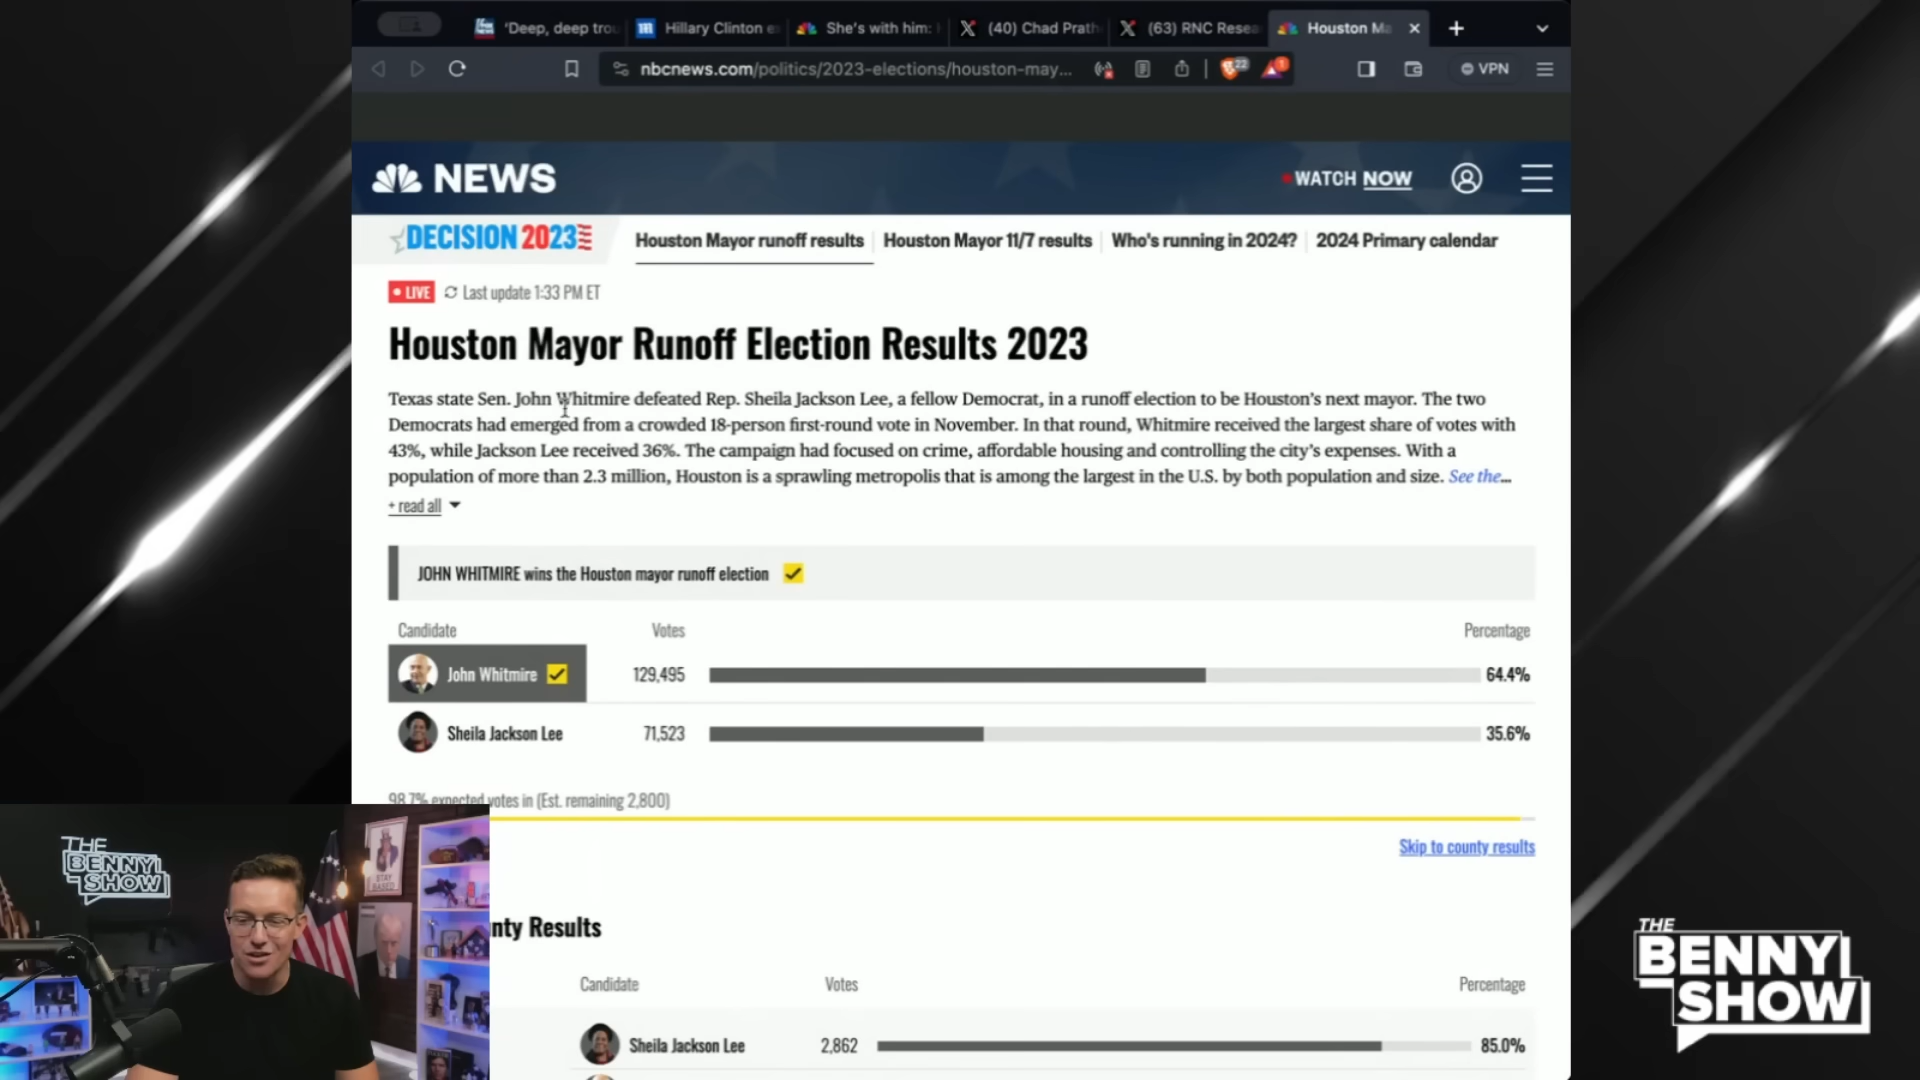 'Deep, deep trou
Hillary Clinton e
She's with him:
(40) Chad Prath
(63) RNC Resea
Houston Ma
nbcnews.com/politics/2023-elections/houston-may...
22
1
VPN
NEWS
WATCH NOW
DECISION 2023
Houston Mayor runoff results
Houston Mayor 11/7 results
Who's running in 2024?
2024 Primary calendar
LIVE
Last update 1:33 PM ET
Houston Mayor Runoff Election Results 2023
Texas state Sen. John Whitmire defeated Rep. Sheila Jackson Lee, a fellow Democrat, in a runoff election to be Houston's next mayor. The two
Democrats had emerged from a crowded 18-person first-round vote in November. In that round, Whitmire received the largest share of votes with
43%, while Jackson Lee received 36%. The campaign had focused on crime, affordable housing and controlling the city's expenses. With a
population of more than 2.3 million, Houston is a sprawling metropolis that is among the largest in the U.S. by both population and size. See the...
+ read all
JOHN WHITMIRE wins the Houston mayor runoff election
Candidate Votes Percentage
John Whitmire 129,495 64.4%
Sheila Jackson Lee 71,523 35.6%
98.7% expected votes in (Est. remaining 2,800)
Skip to county results
nty Results
Candidate Votes Percentage
Sheila Jackson Lee 2,862 85.0%
THE
BENNY
SHOW
STAY
BASED
THE
BENNY
SHOW